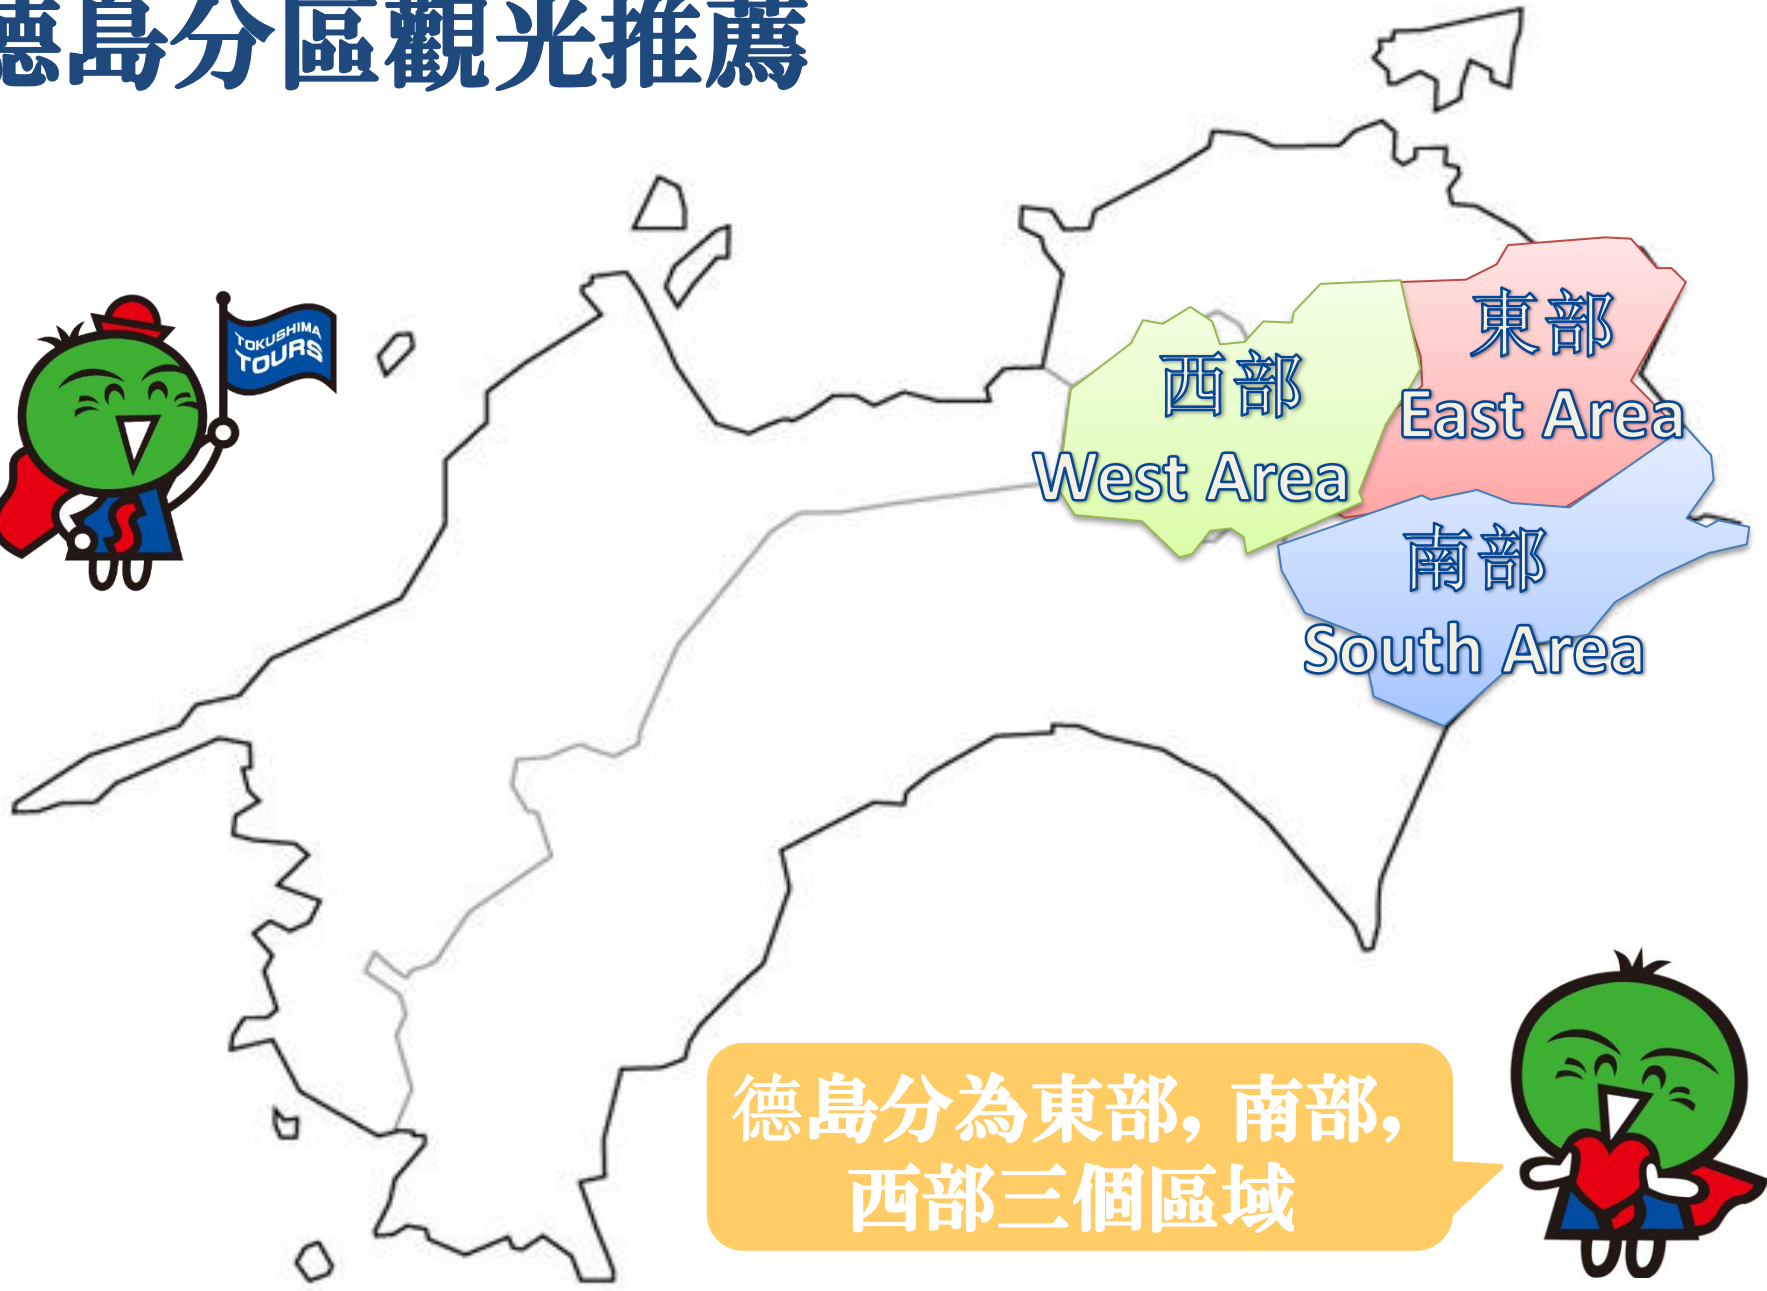 德島分區觀光推薦
TOKUSHIMA
TOURS
東部
East Area
西部
West Area
南部
South Area
德島分為東部, 南部,
西部三個區域